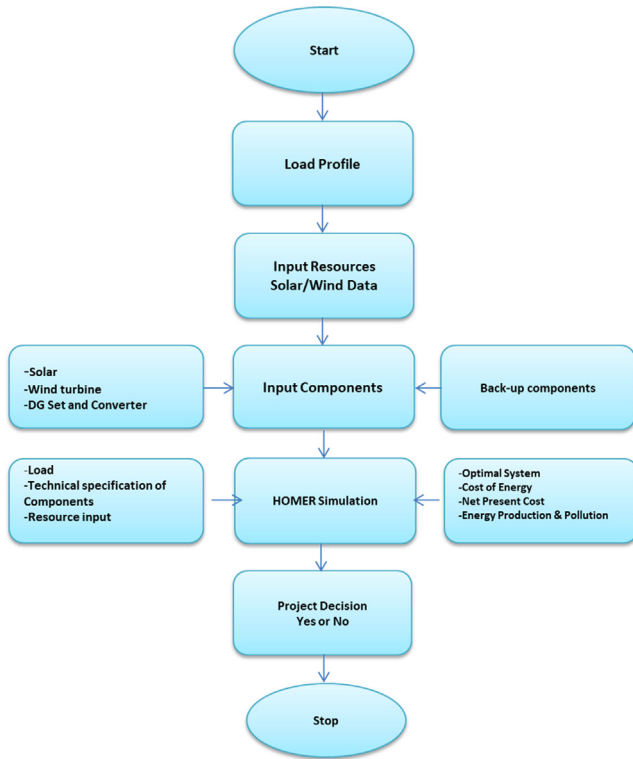 Start
Load Profile
Input Resources
Solar/Wind Data
-Solar
-Wind turbine
-DG Set and Converter
Input Components
Back-up components
-Load
-Technical specification of
Components
-Resource input
HOMER Simulation
-Optimal System
-Cost of Energy
-Net Present Cost
-Energy Production & Pollution
Project Decision
Yes or No
Stop